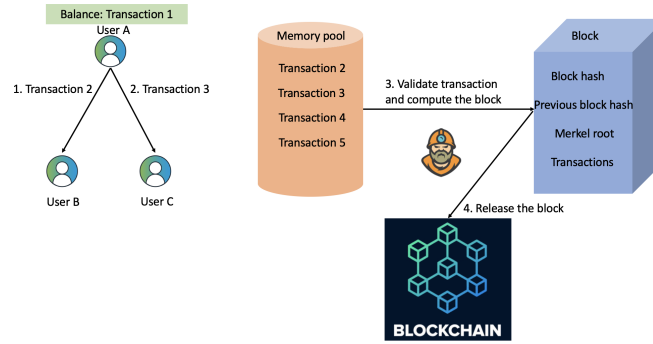 Balance: Transaction 1
User A
1. Transaction 2
2. Transaction 3
User B
User C
Memory pool
Transaction 2
Transaction 3
Transaction 4
Transaction 5
3. Validate transaction
and compute the block
Block
Block hash
Previous block hash
Merkel root
Transactions
4. Release the block
BLOCKCHAIN